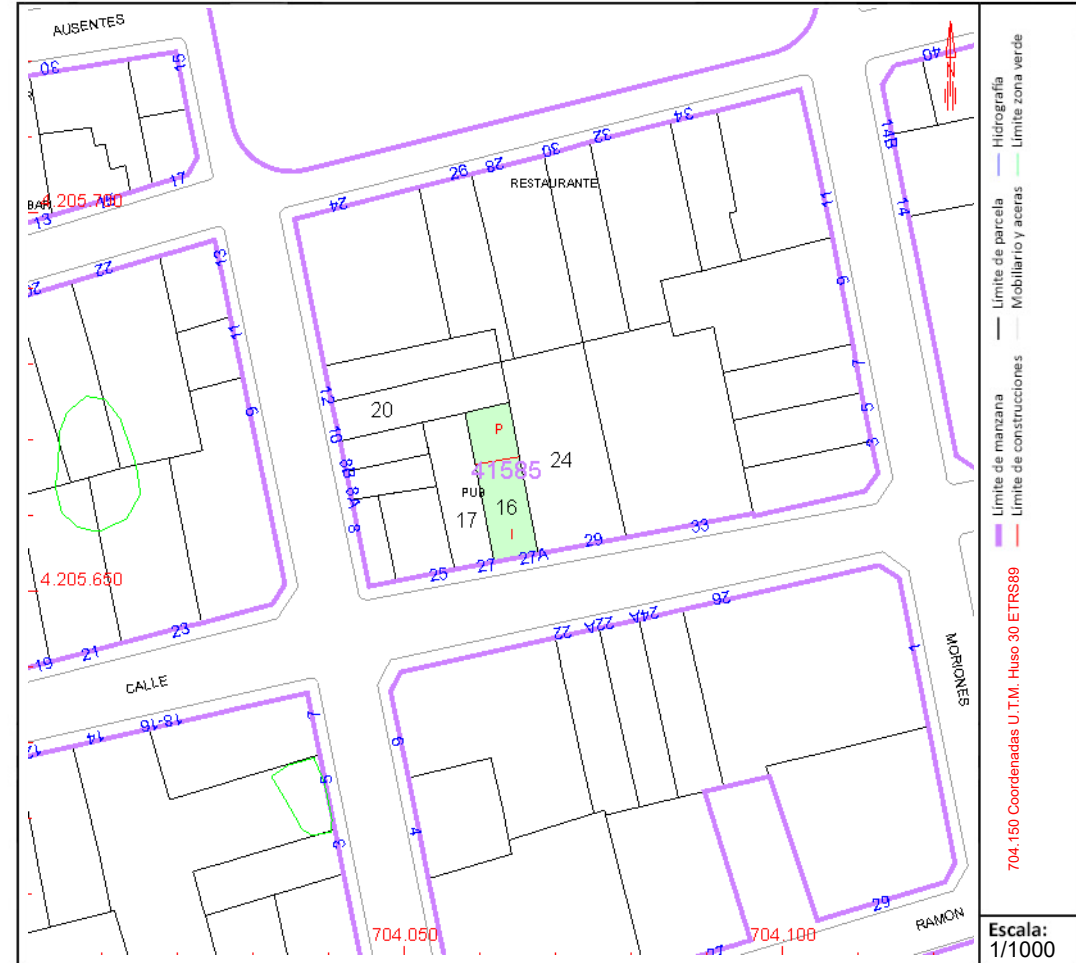 AUSENTES
30
15
17
15
13
BAR
4.205.700
40
14B
14
N
24
26
28
30
32
34
RESTAURANTE
11
9
7
5
3
22
13
11
9
12
10
8B
8A
8
20
P
41585
24
PUB
16
17
I
25
27
27A
29
33
4.205.650
19
21
23
CALLE
14
18-16
7
5
3
22
22A
24A
26
1
6
4
MORIONES
29
RAMON
704.050
704.100
Límite de manzana
Límite de construcciones
Límite de parcela
Mobiliario y aceras
Hidrografía
Límite zona verde
704.150 Coordenadas U.T.M. Huso 30 ETRS89
Escala:
1/1000